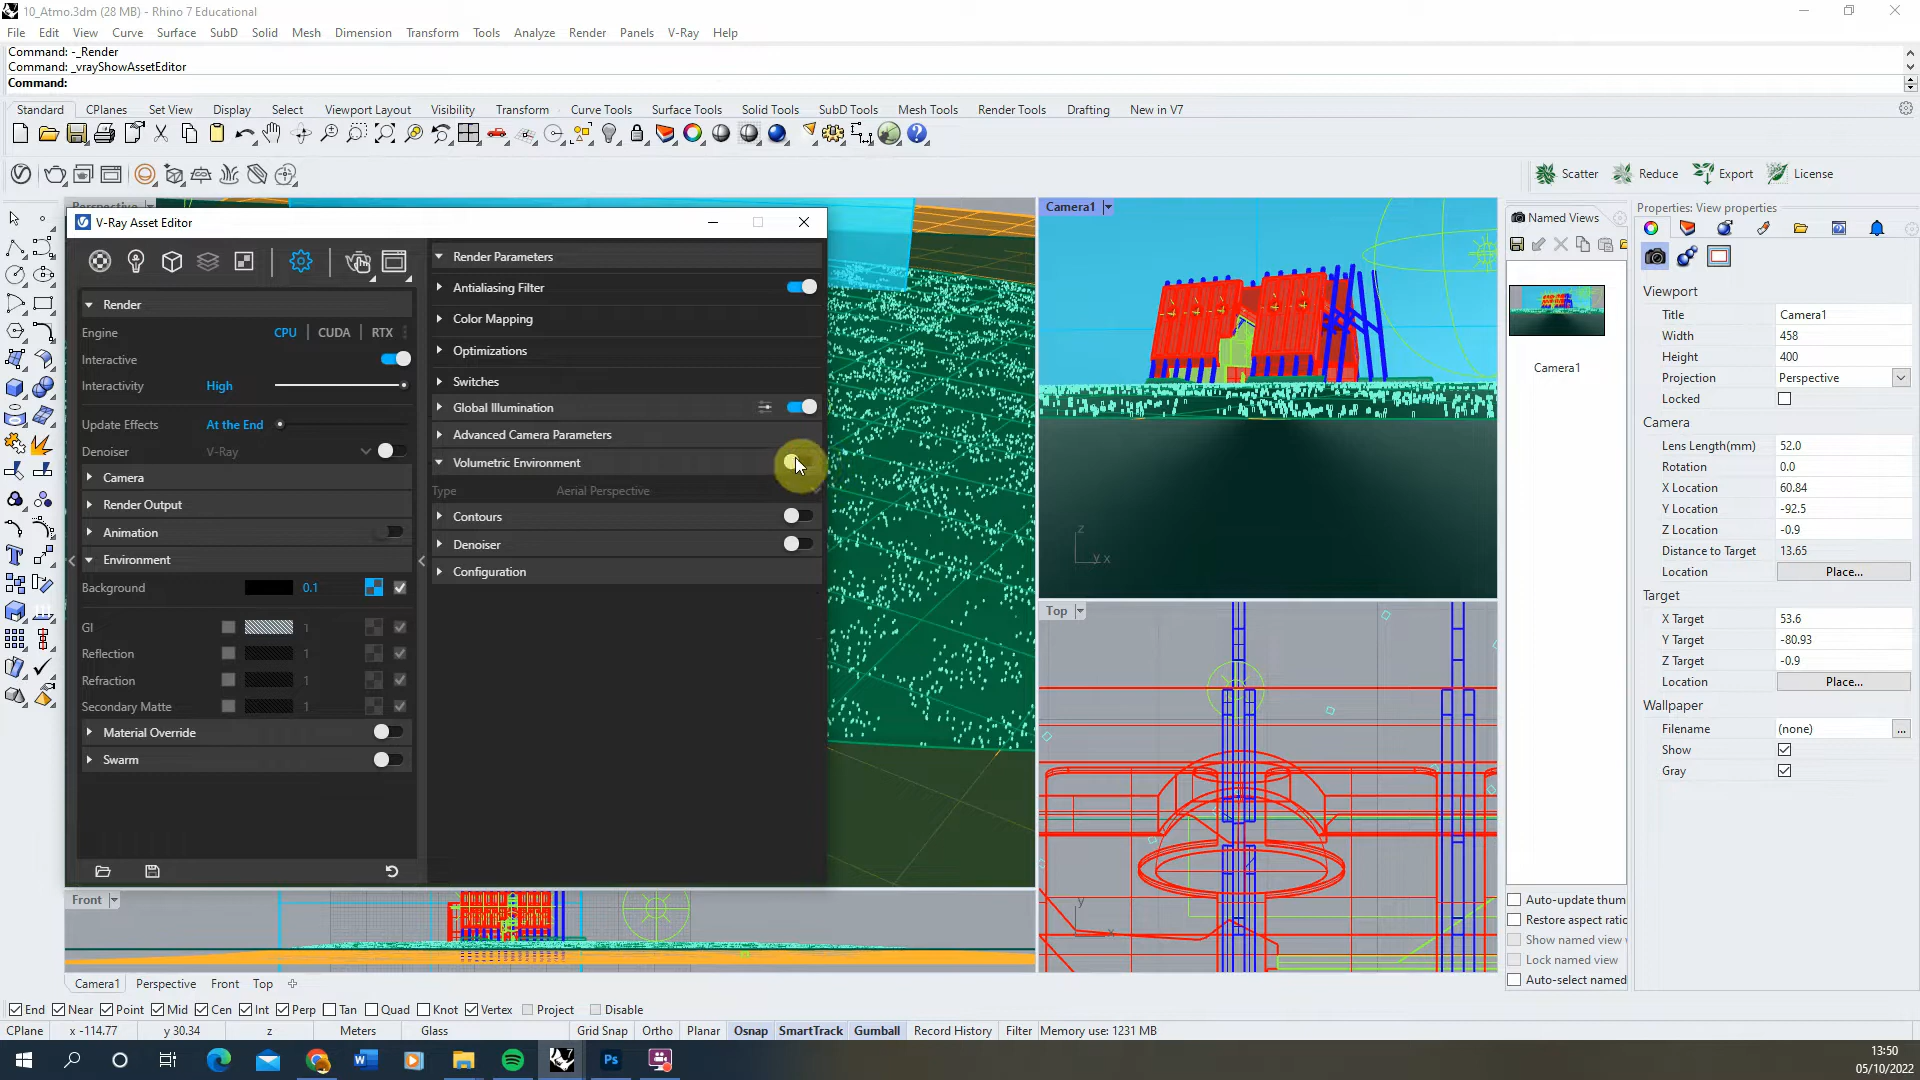 10_Atmo.3dm (28 MB) - Rhino 7 Educational
File Edit View Curve Surface SubD Solid Mesh Dimension Transform Tools Analyze Render Panels V-Ray Help
Command: -_Render
Command: _vrayShowAssetEditor
Command:
Standard CPlanes Set View Display Select Viewport Layout Visibility Transform Curve Tools Surface Tools Solid Tools SubD Tools Mesh Tools Render Tools Drafting New in V7
Scatter Reduce Export License
Perspective
V-Ray Asset Editor
Render
Engine CPU CUDA RTX
Interactive
Interactivity High
Update Effects At the End
Denoiser V-Ray
Camera
Render Output
Animation
Environment
Background 0.1
GI 1
Reflection 1
Refraction 1
Secondary Matte 1
Material Override
Swarm
Render Parameters
Antialiasing Filter
Color Mapping
Optimizations
Switches
Global Illumination
Advanced Camera Parameters
Volumetric Environment
Type Aerial Perspective
Contours
Denoiser
Configuration
Camera1
z
y x
Top
y
x
Front
Named Views
Camera1
Auto-update thum
Restore aspect ratio
Show named view
Lock named view
Auto-select named
Properties: View properties
Viewport
Title Camera1
Width 458
Height 400
Projection Perspective
Locked
Camera
Lens Length(mm) 52.0
Rotation 0.0
X Location 60.84
Y Location -92.5
Z Location -0.9
Distance to Target 13.65
Location Place...
Target
X Target 53.6
Y Target -80.93
Z Target -0.9
Location Place...
Wallpaper
Filename (none) ...
Show
Gray
Camera1 Perspective Front Top
End Near Point Mid Cen Int Perp Tan Quad Knot Vertex Project Disable
CPlane x -114.77 y 30.34 z Meters Glass Grid Snap Ortho Planar Osnap SmartTrack Gumball Record History Filter Memory use: 1231 MB
W 7 Ps
13:50
05/10/2022